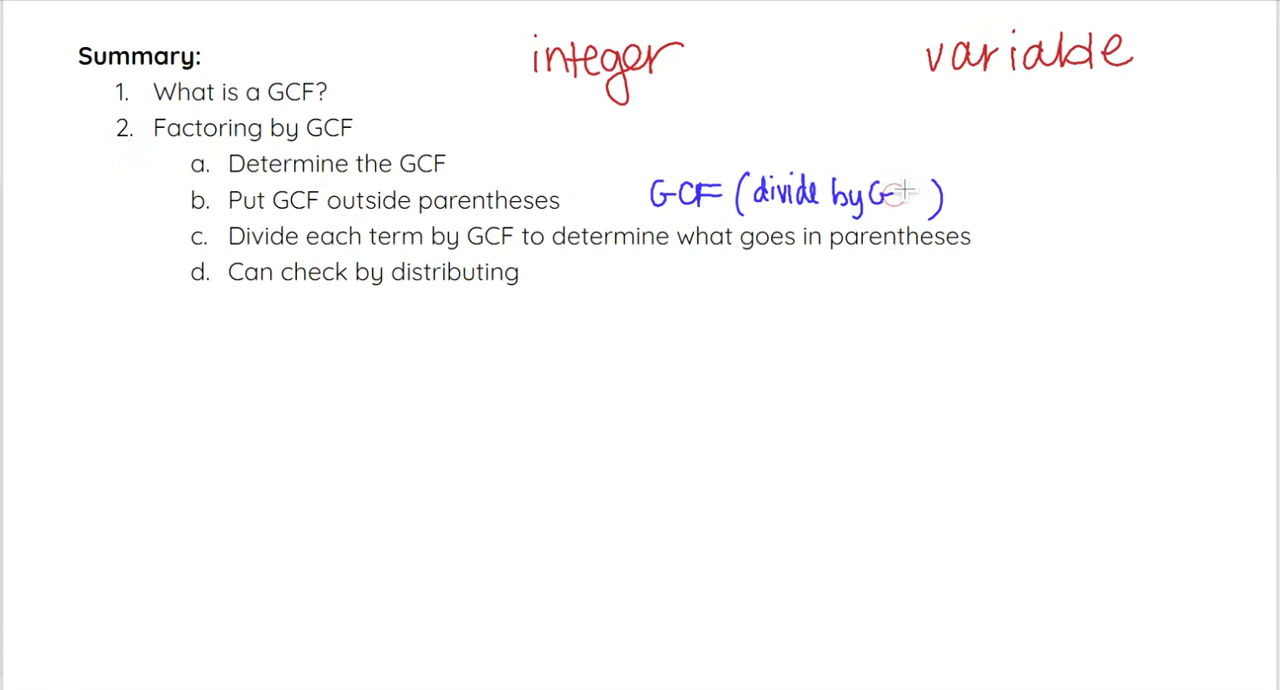 Summary:
integer
variable
1. What is a GCF?
2. Factoring by GCF
a. Determine the GCF
b. Put GCF outside parentheses
GCF (divide by GCF)
c. Divide each term by GCF to determine what goes in parentheses
d. Can check by distributing